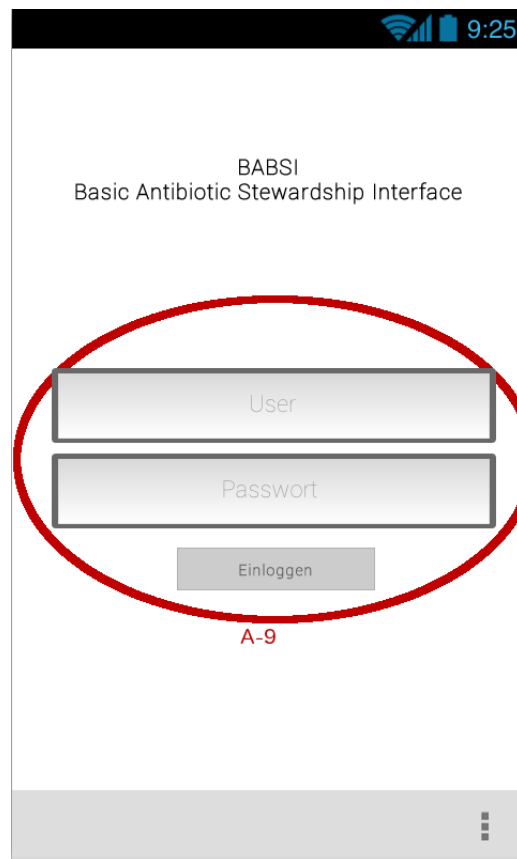 9:25
BABSI
Basic Antibiotic Stewardship Interface
User
Passwort
Einloggen
A-9